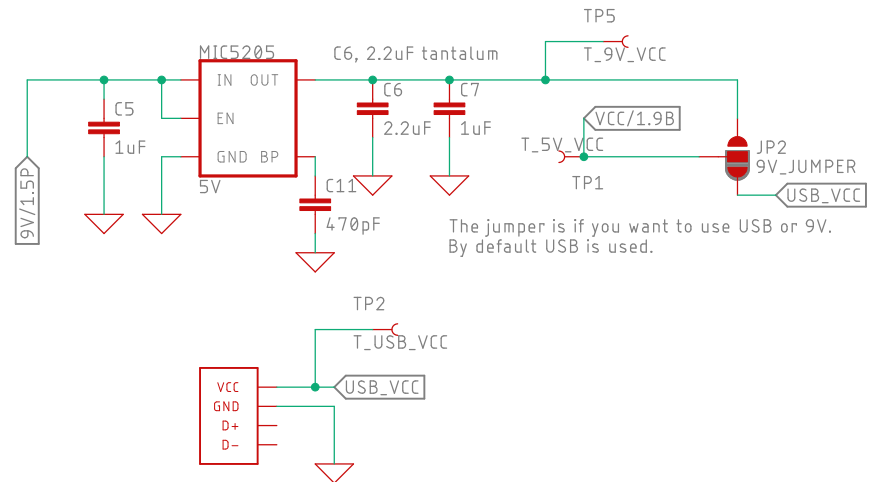 TP5
MIC5205
C6, 2.2uF tantalum
T_9V_VCC
IN OUT
C6
C7
C5
EN
2.2uF
1uF
VCC/1.9B
1uF
T_5V_VCC
JP2
GND BP
9V_JUMPER
TP1
5V
C11
USB_VCC
9V/1.5P
470pF
The jumper is if you want to use USB or 9V.
By default USB is used.
TP2
T_USB_VCC
VCC
USB_VCC
GND
D+
D-